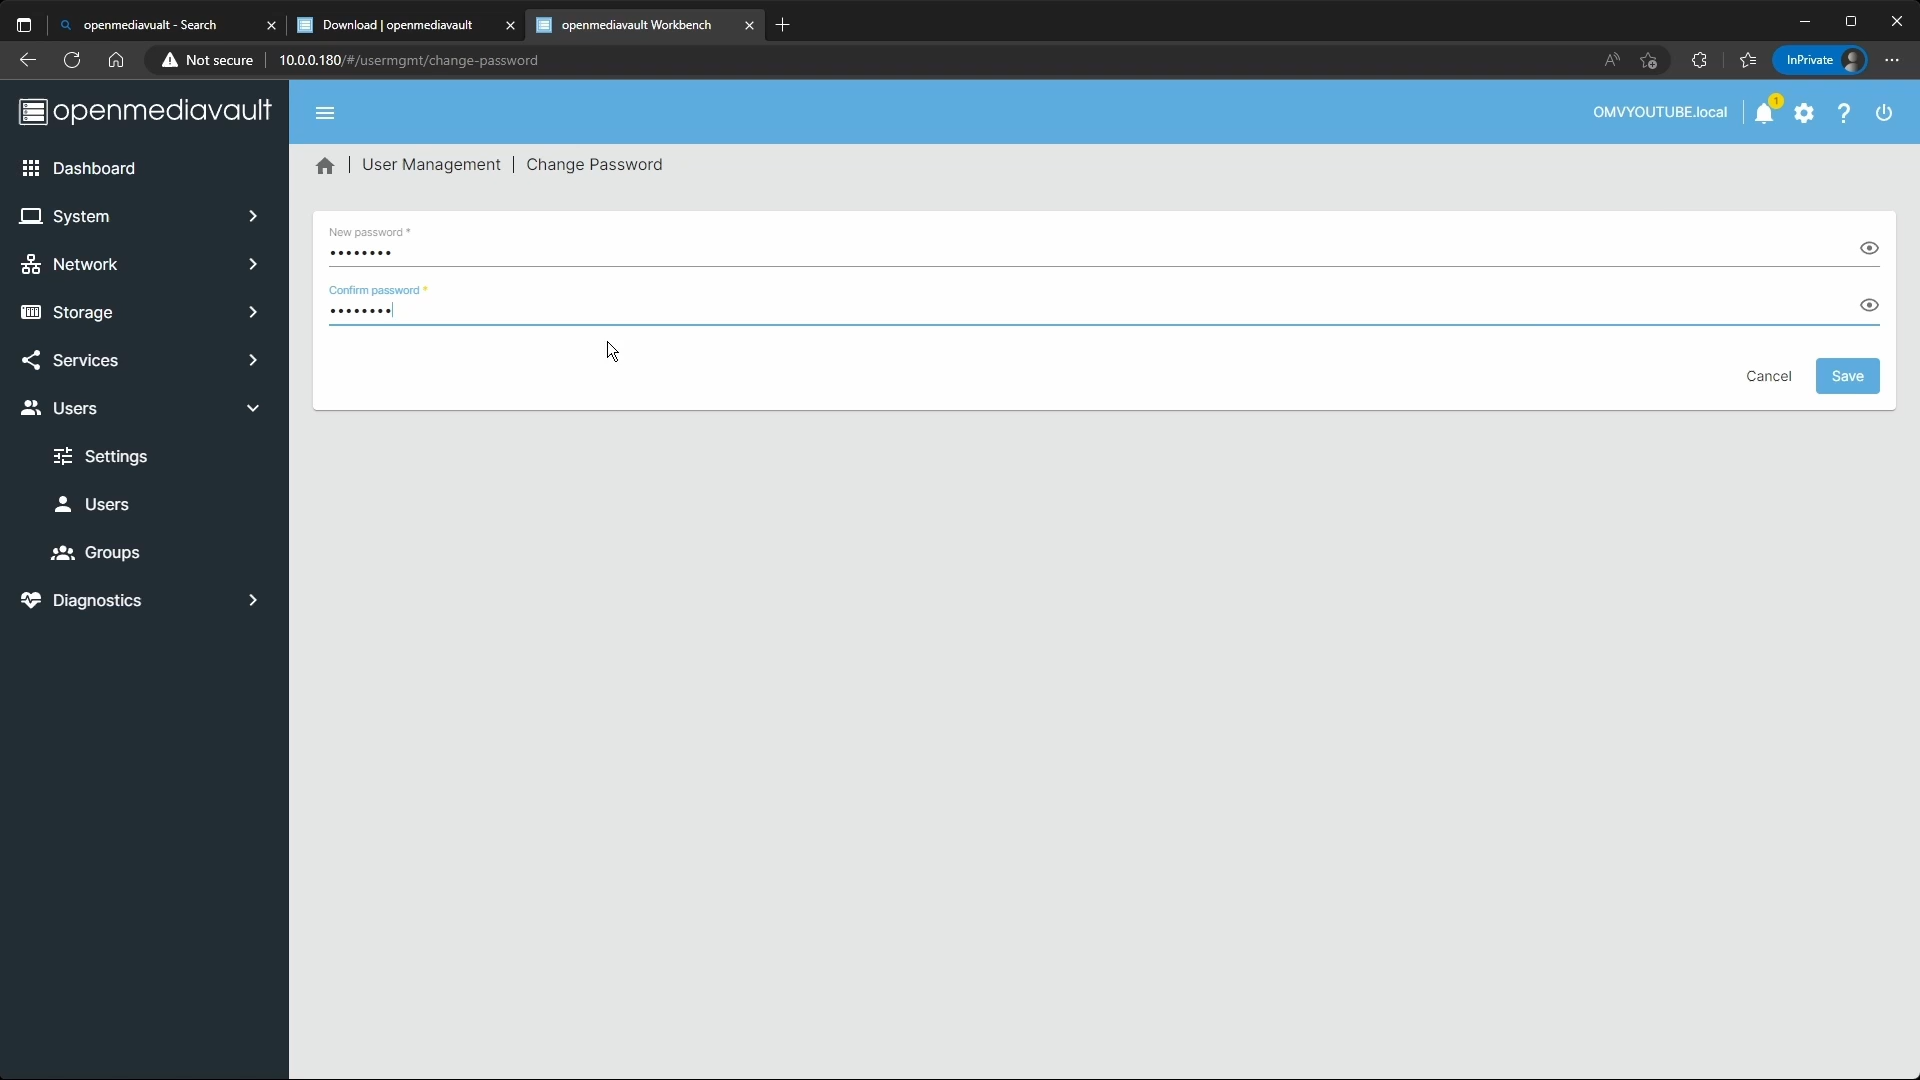 openmediavualt - Search
Download | openmediavault
openmediavault Workbench
Not secure
10.0.0.180/#/usermgmt/change-password
InPrivate
openmediavault
OMVYOUTUBE.local
1
User Management | Change Password
Dashboard
System
Network
Storage
Services
Users
Settings
Users
Groups
Diagnostics
New password *
••••••••
Confirm password *
••••••••
Cancel
Save